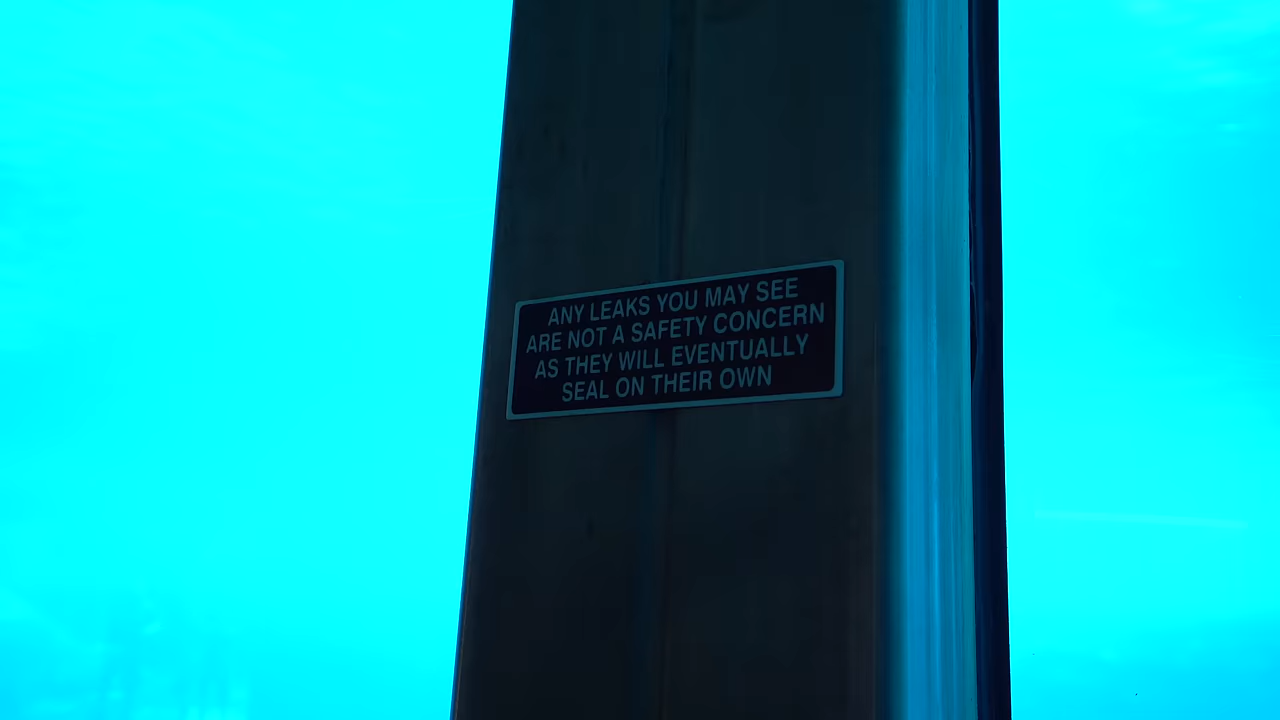 ANY LEAKS YOU MAY SEE
ARE NOT A SAFETY CONCERN
AS THEY WILL EVENTUALLY
SEAL ON THEIR OWN